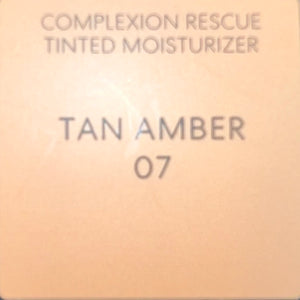 COMPLEXION RESCUE
TINTED MOISTURIZER
TAN AMBER
07